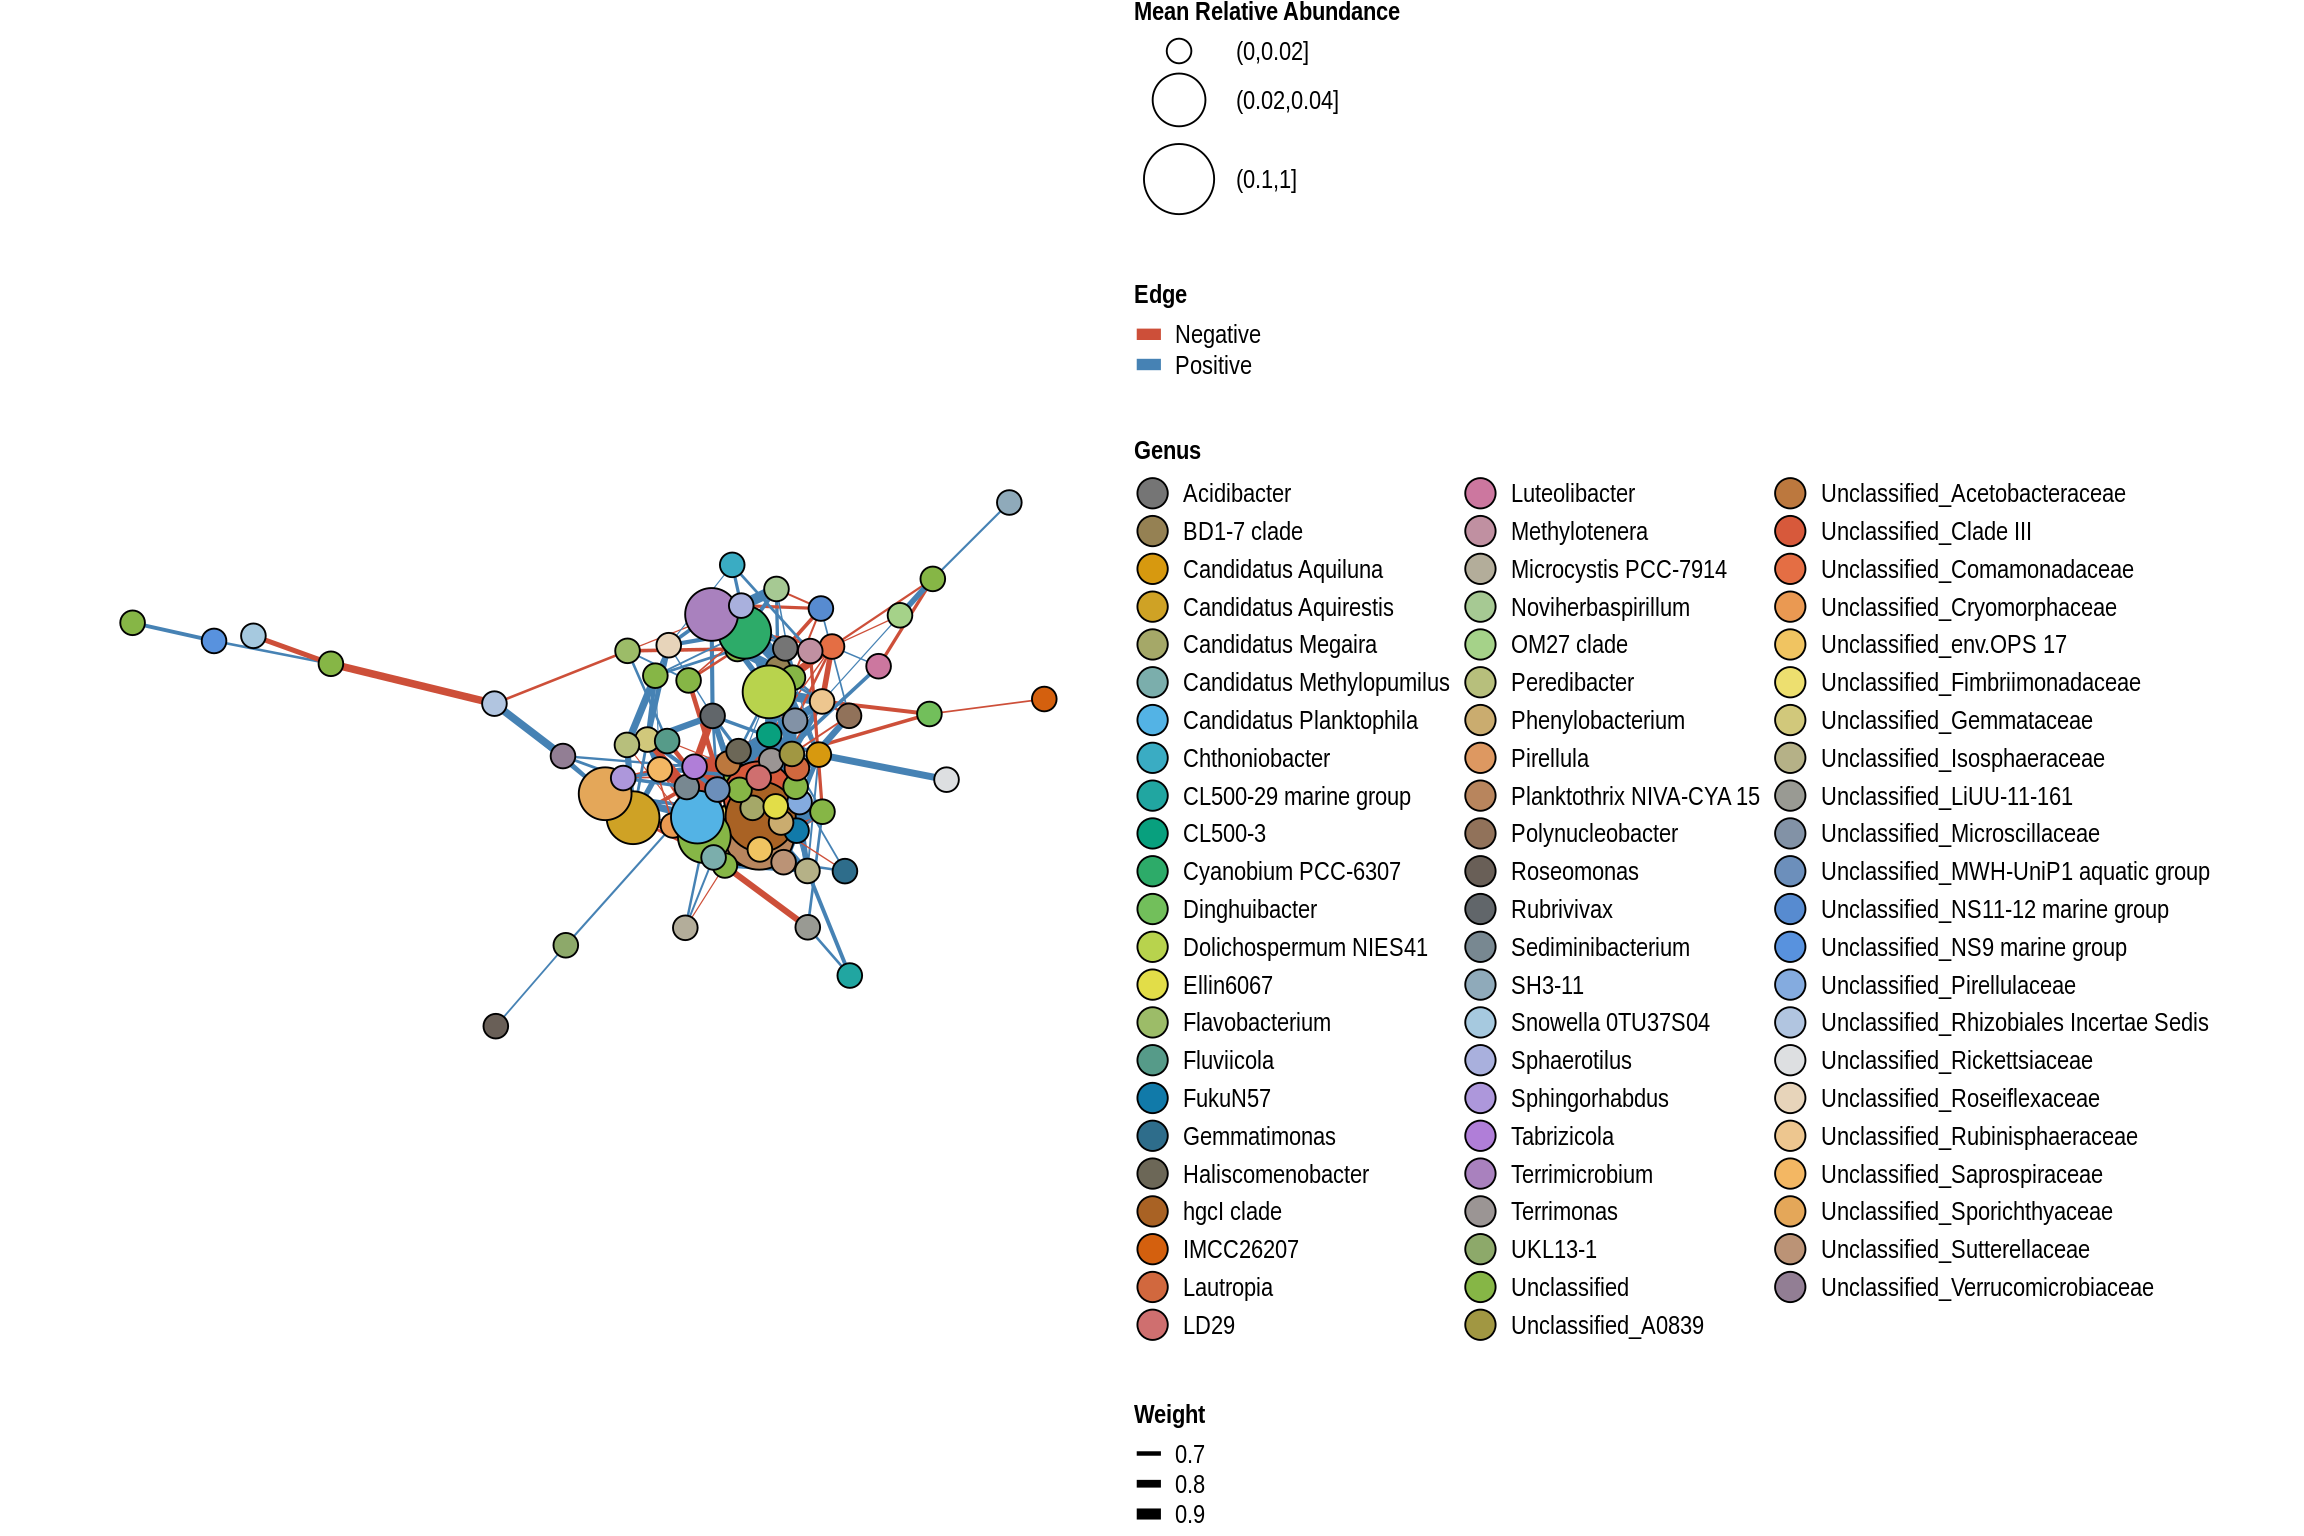 Mean Relative Abundance
(0,0.02]
(0.02,0.04]
(0.1,1]
Edge
Negative
Positive
Genus
Acidibacter
BD1-7 clade
Candidatus Aquiluna
Candidatus Aquirestis
Candidatus Megaira
Candidatus Methylopumilus
Candidatus Planktophila
Chthoniobacter
CL500-29 marine group
CL500-3
Cyanobium PCC-6307
Dinghuibacter
Dolichospermum NIES41
Ellin6067
Flavobacterium
Fluviicola
FukuN57
Gemmatimonas
Haliscomenobacter
hgcI clade
IMCC26207
Lautropia
LD29
Luteolibacter
Methylotenera
Microcystis PCC-7914
Noviherbaspirillum
OM27 clade
Peredibacter
Phenylobacterium
Pirellula
Planktothrix NIVA-CYA 15
Polynucleobacter
Roseomonas
Rubrivivax
Sediminibacterium
SH3-11
Snowella 0TU37S04
Sphaerotilus
Sphingorhabdus
Tabrizicola
Terrimicrobium
Terrimonas
UKL13-1
Unclassified
Unclassified_A0839
Unclassified_Acetobacteraceae
Unclassified_Clade III
Unclassified_Comamonadaceae
Unclassified_Cryomorphaceae
Unclassified_env.OPS 17
Unclassified_Fimbriimonadaceae
Unclassified_Gemmataceae
Unclassified_Isosphaeraceae
Unclassified_LiUU-11-161
Unclassified_Microscillaceae
Unclassified_MWH-UniP1 aquatic group
Unclassified_NS11-12 marine group
Unclassified_NS9 marine group
Unclassified_Pirellulaceae
Unclassified_Rhizobiales Incertae Sedis
Unclassified_Rickettsiaceae
Unclassified_Roseiflexaceae
Unclassified_Rubinisphaeraceae
Unclassified_Saprospiraceae
Unclassified_Sporichthyaceae
Unclassified_Sutterellaceae
Unclassified_Verrucomicrobiaceae
Weight
0.7
0.8
0.9